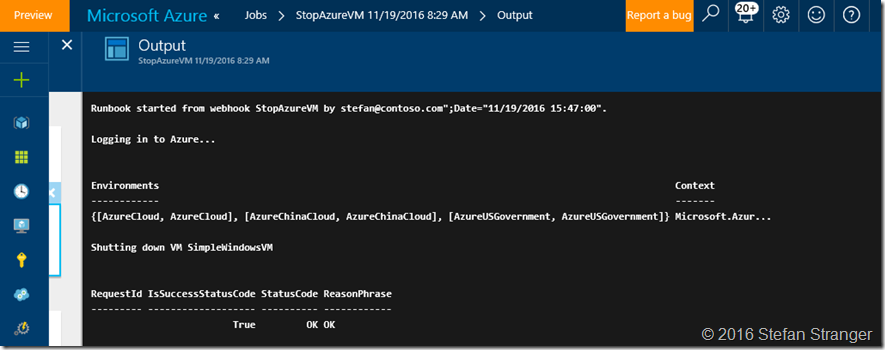 Preview
Microsoft Azure «
Jobs > StopAzureVM 11/19/2016 8:29 AM > Output
Report a bug
20+
Output
StopAzureVM 11/19/2016 8:29 AM
Runbook started from webhook StopAzureVM by stefan@contoso.com";Date="11/19/2016 15:47:00".
Logging in to Azure...
Environments Context
------------ -------
{[AzureCloud, AzureCloud], [AzureChinaCloud, AzureChinaCloud], [AzureUSGovernment, AzureUSGovernment]} Microsoft.Azur...
Shutting down VM SimpleWindowsVM
RequestId IsSuccessStatusCode StatusCode ReasonPhrase
--------- ------------------- ---------- ------------
True OK OK
© 2016 Stefan Stranger